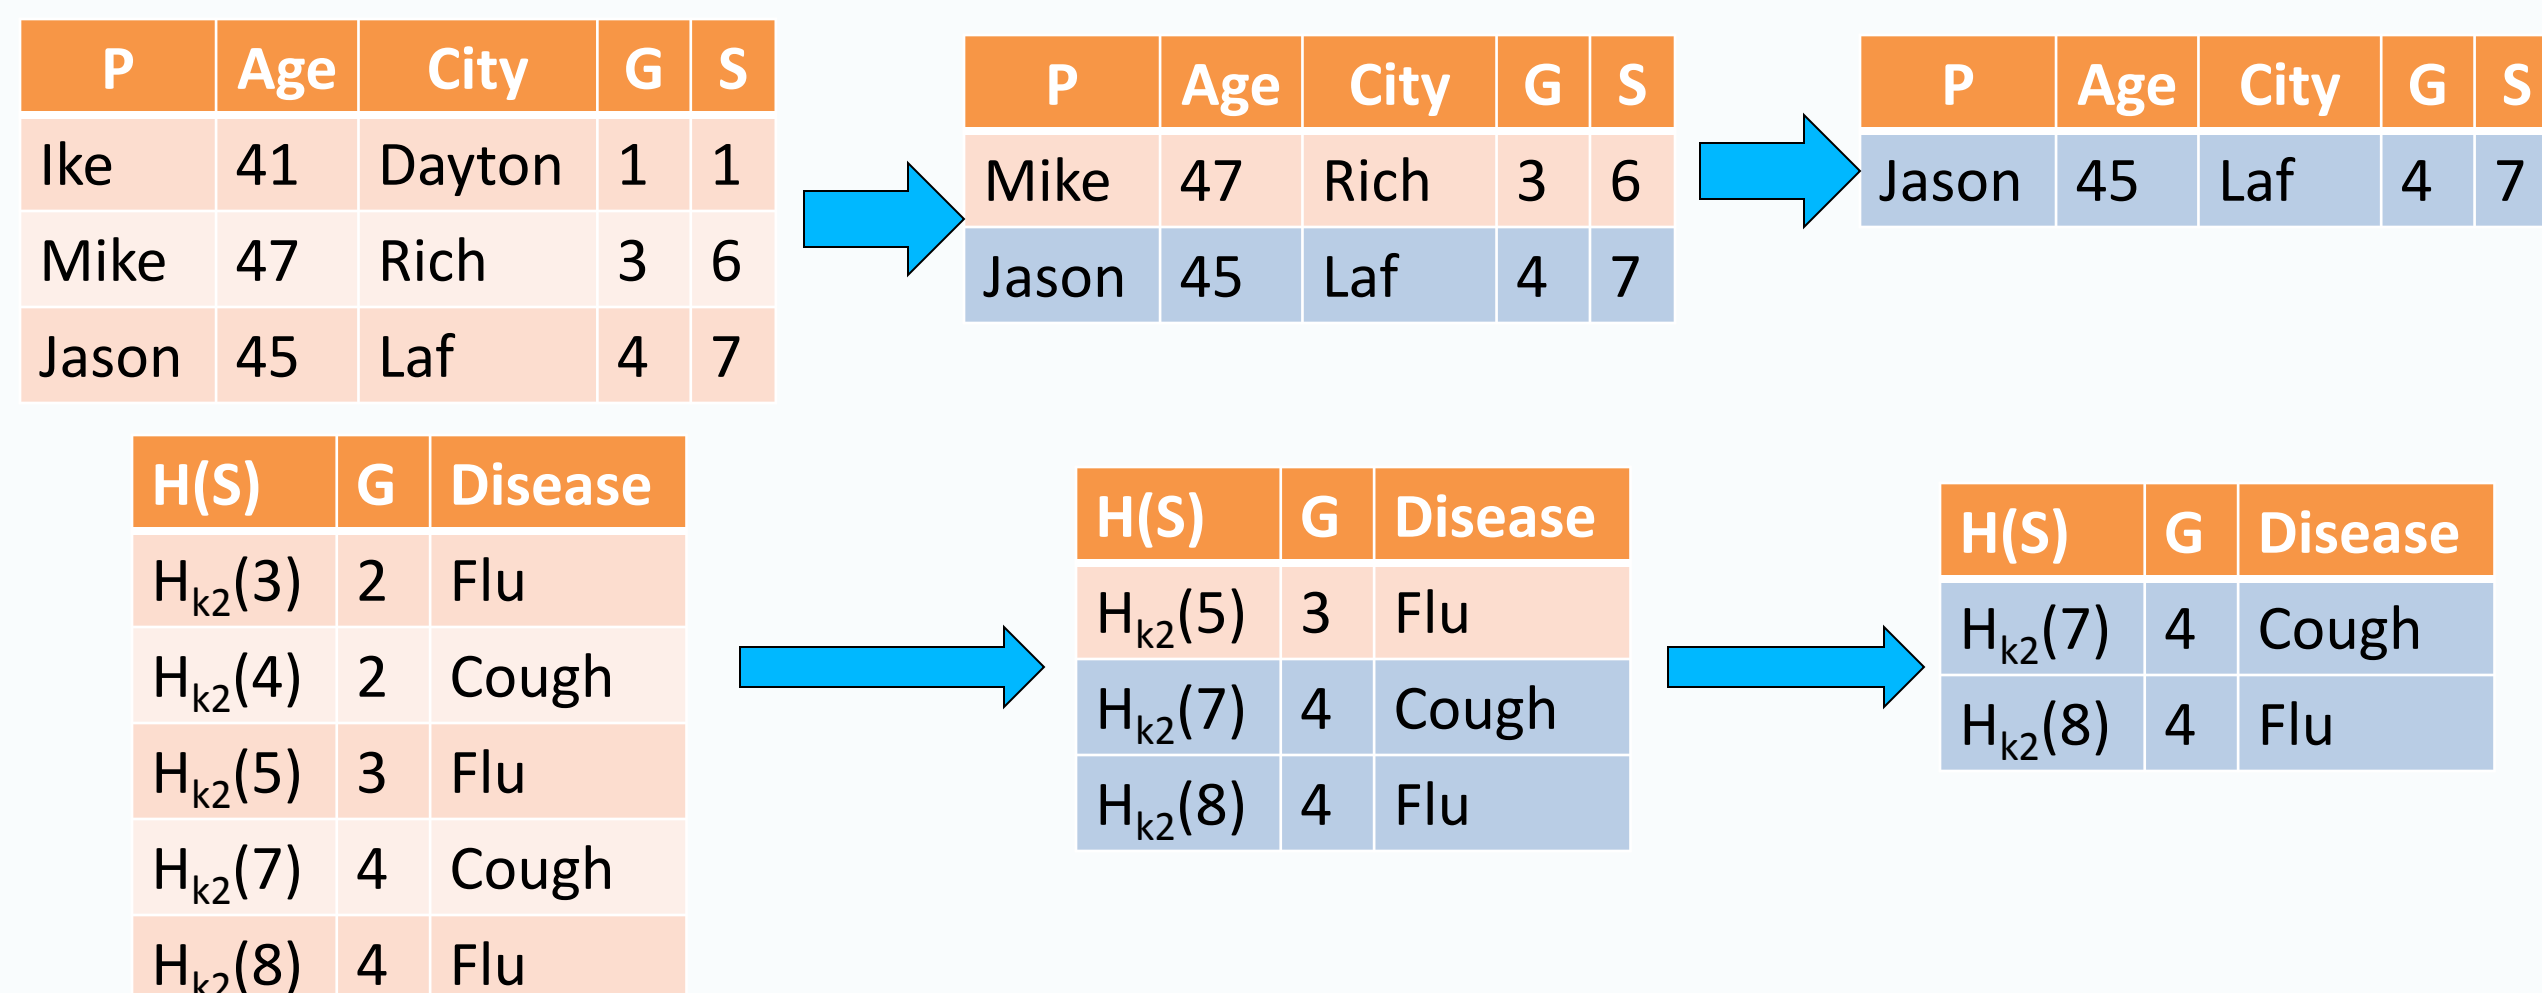 P Age City G S
Ike 41 Dayton 1 1
Mike 47 Rich 3 6
Jason 45 Laf 4 7
P Age City G S
Mike 47 Rich 3 6
Jason 45 Laf 4 7
P Age City G S
Jason 45 Laf 4 7
H(S) G Disease
Hk2(3) 2 Flu
Hk2(4) 2 Cough
Hk2(5) 3 Flu
Hk2(7) 4 Cough
Hk2(8) 4 Flu
H(S) G Disease
Hk2(5) 3 Flu
Hk2(7) 4 Cough
Hk2(8) 4 Flu
H(S) G Disease
Hk2(7) 4 Cough
Hk2(8) 4 Flu